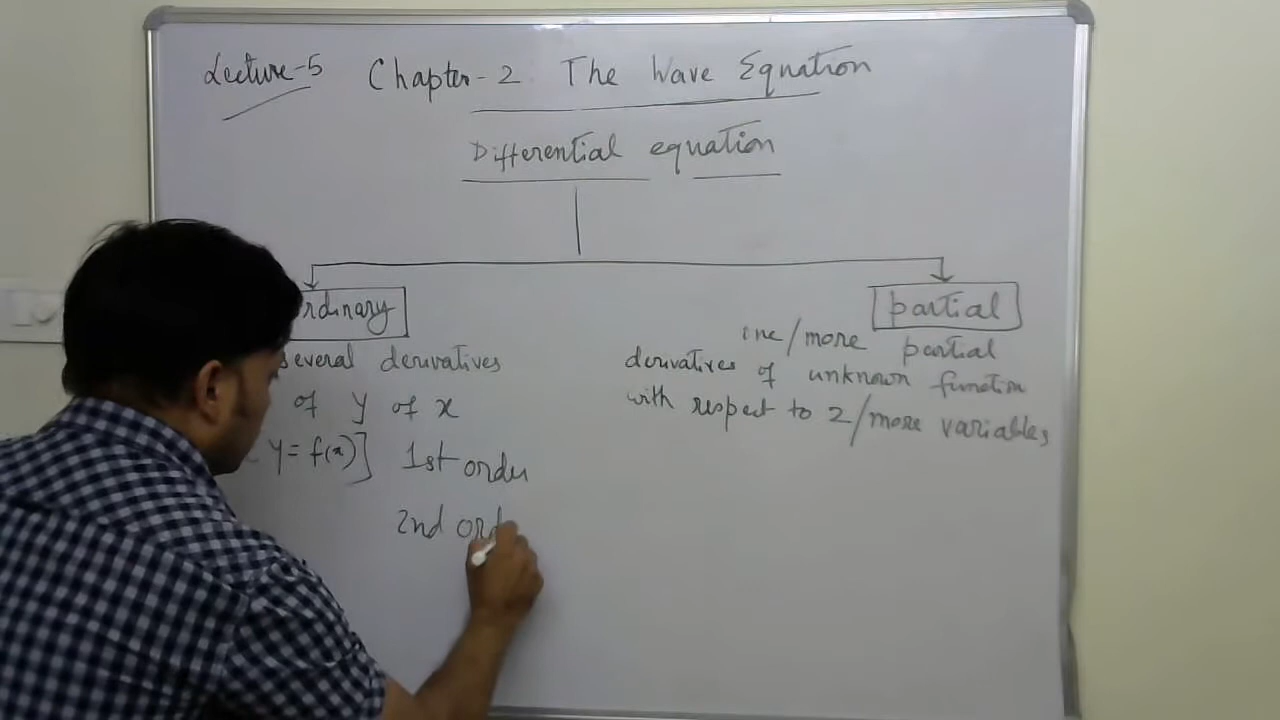 Lecture-5 Chapter-2 The Wave Equation
Differential equation
rdinary
several derivatives
of y of x
y = f(x)] 1st order
2nd ord
partial
one/more partial
derivatives of unknown function
with respect to 2/more variables